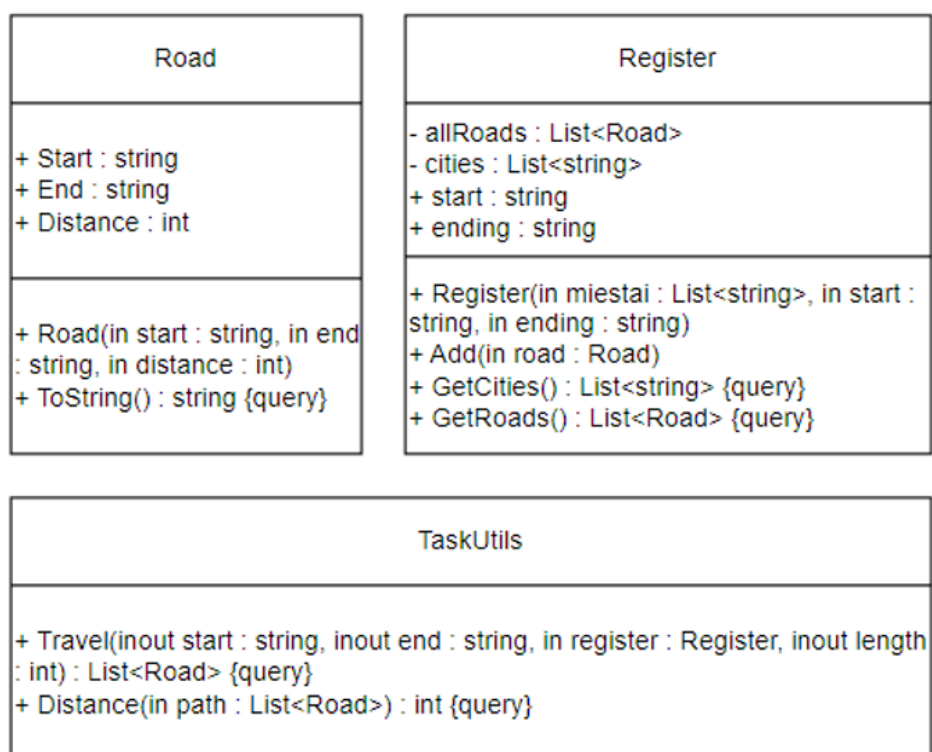 Road
+ Start : string
+ End : string
+ Distance : int
+ Road(in start : string, in end
: string, in distance : int)
+ ToString() : string {query}
Register
- allRoads : List<Road>
- cities : List<string>
+ start : string
+ ending : string
+ Register(in miestai : List<string>, in start :
string, in ending : string)
+ Add(in road : Road)
+ GetCities() : List<string> {query}
+ GetRoads() : List<Road> {query}
TaskUtils
+ Travel(inout start : string, inout end : string, in register : Register, inout length
: int) : List<Road> {query}
+ Distance(in path : List<Road>) : int {query}